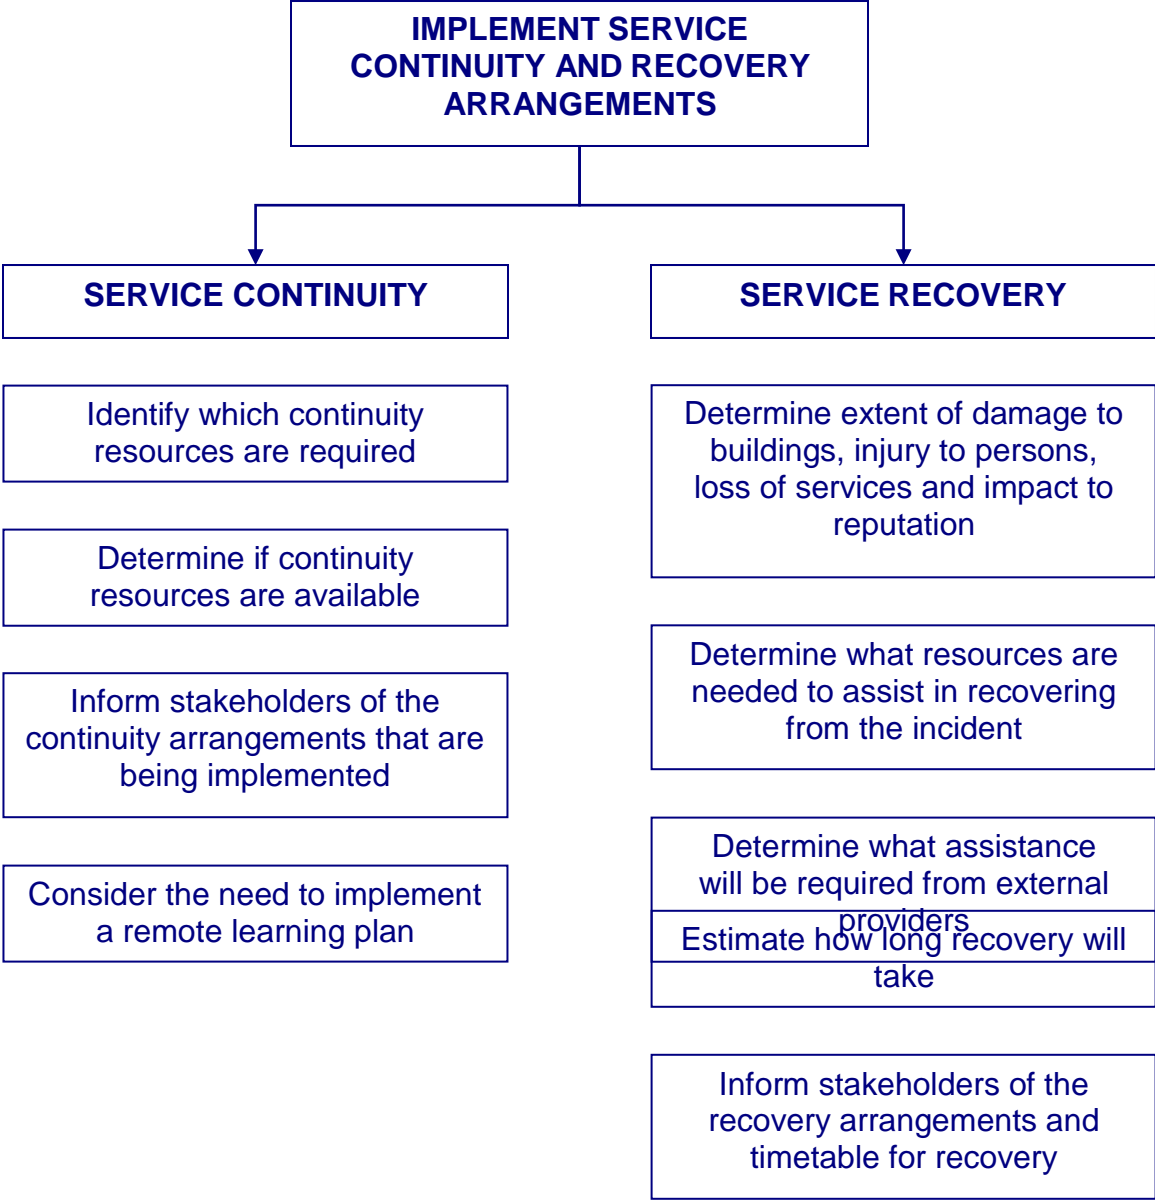 IMPLEMENT SERVICE
CONTINUITY AND RECOVERY
ARRANGEMENTS
SERVICE CONTINUITY
Identify which continuity
resources are required
Determine if continuity
resources are available
Inform stakeholders of the
continuity arrangements that are
being implemented
Consider the need to implement
a remote learning plan
SERVICE RECOVERY
Determine extent of damage to
buildings, injury to persons,
loss of services and impact to
reputation
Determine what resources are
needed to assist in recovering
from the incident
Determine what assistance
will be required from external
providers
Estimate how long recovery will
take
Inform stakeholders of the
recovery arrangements and
timetable for recovery